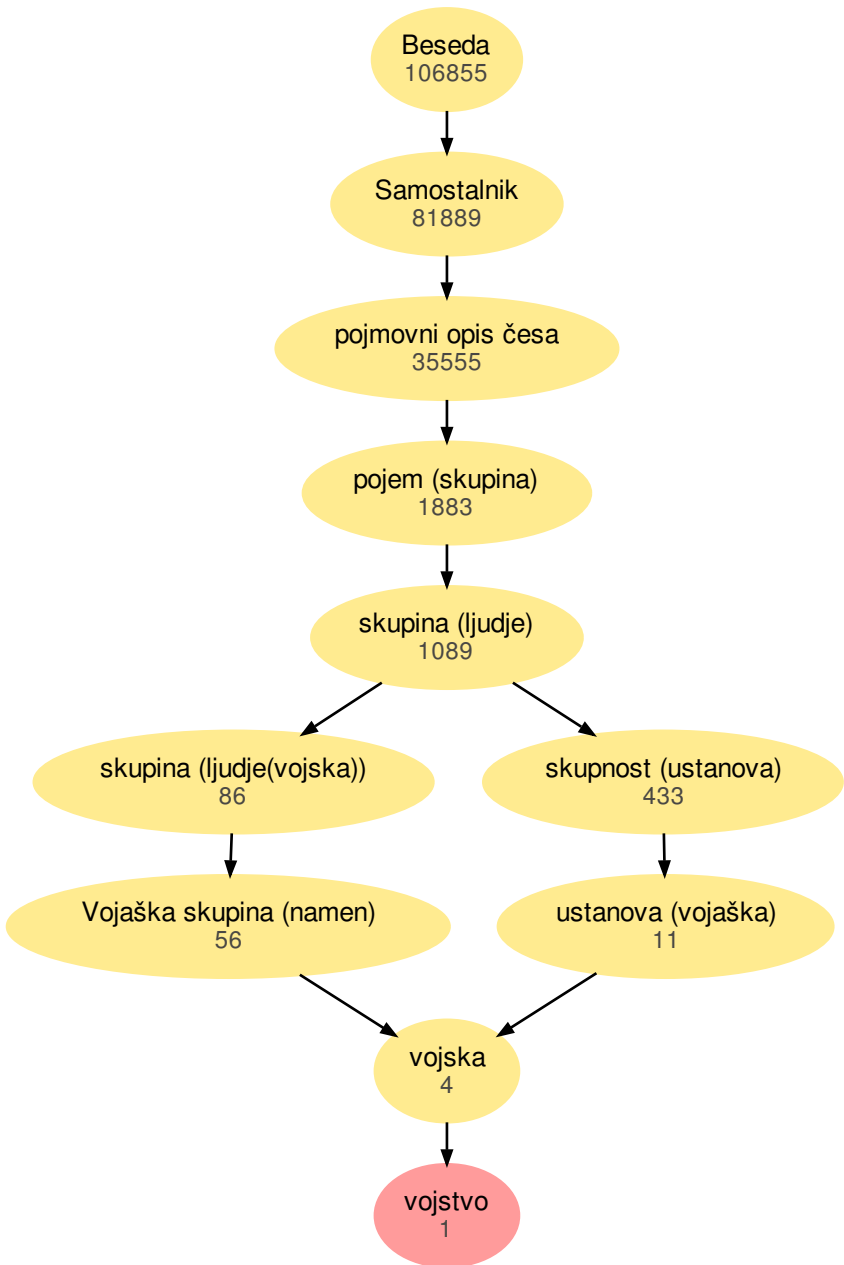 Beseda
106855
Samostalnik
81889
pojmovni opis česa
35555
pojem (skupina)
1883
skupina (ljudje)
1089
skupina (ljudje(vojska))
86
skupnost (ustanova)
433
Vojaška skupina (namen)
56
ustanova (vojaška)
11
vojska
4
vojstvo
1